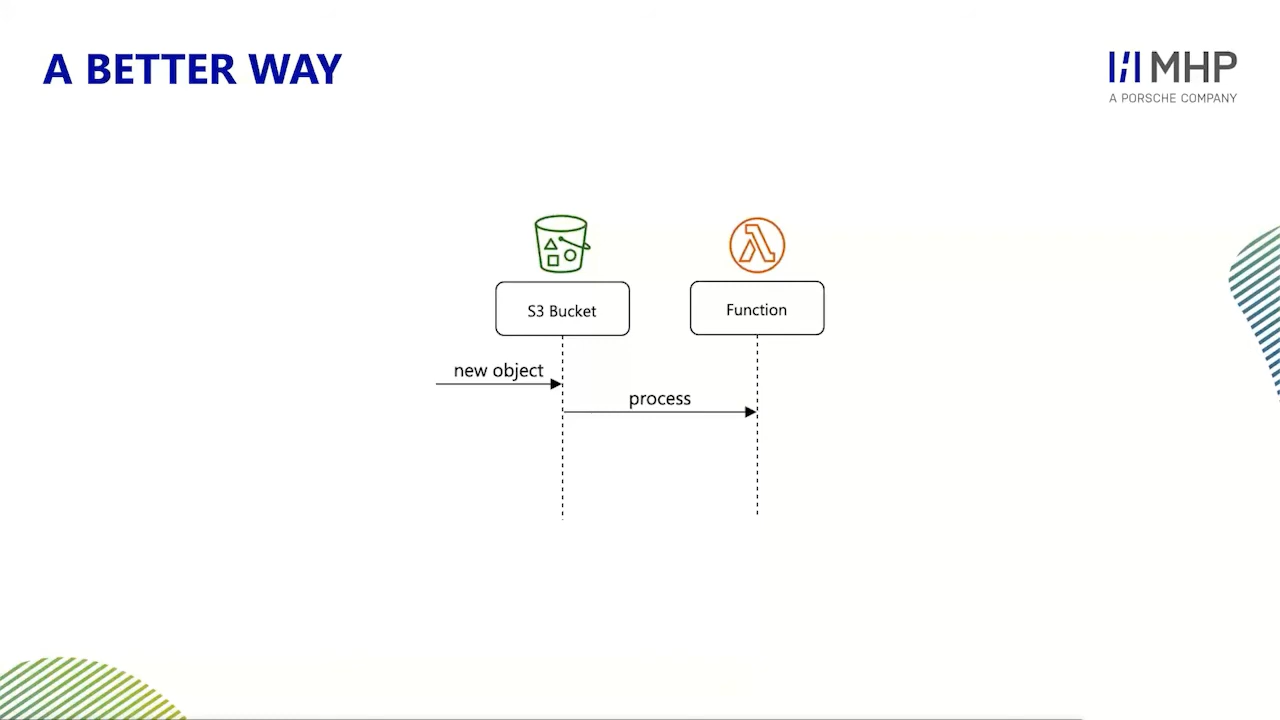 A BETTER WAY
MHP
A PORSCHE COMPANY
S3 Bucket
Function
new object
process